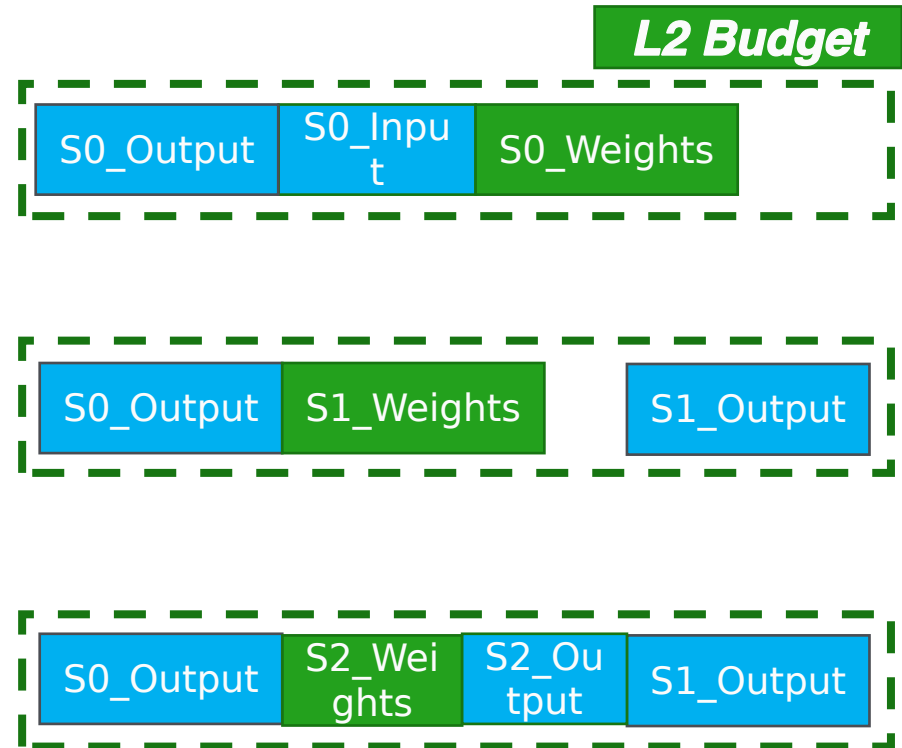 L2 Budget
S0_Output
S0_Inpu
t
S0_Weights
S0_Output
S1_Weights
S1_Output
S0_Output
S2_Wei
ghts
S2_Ou
tput
S1_Output